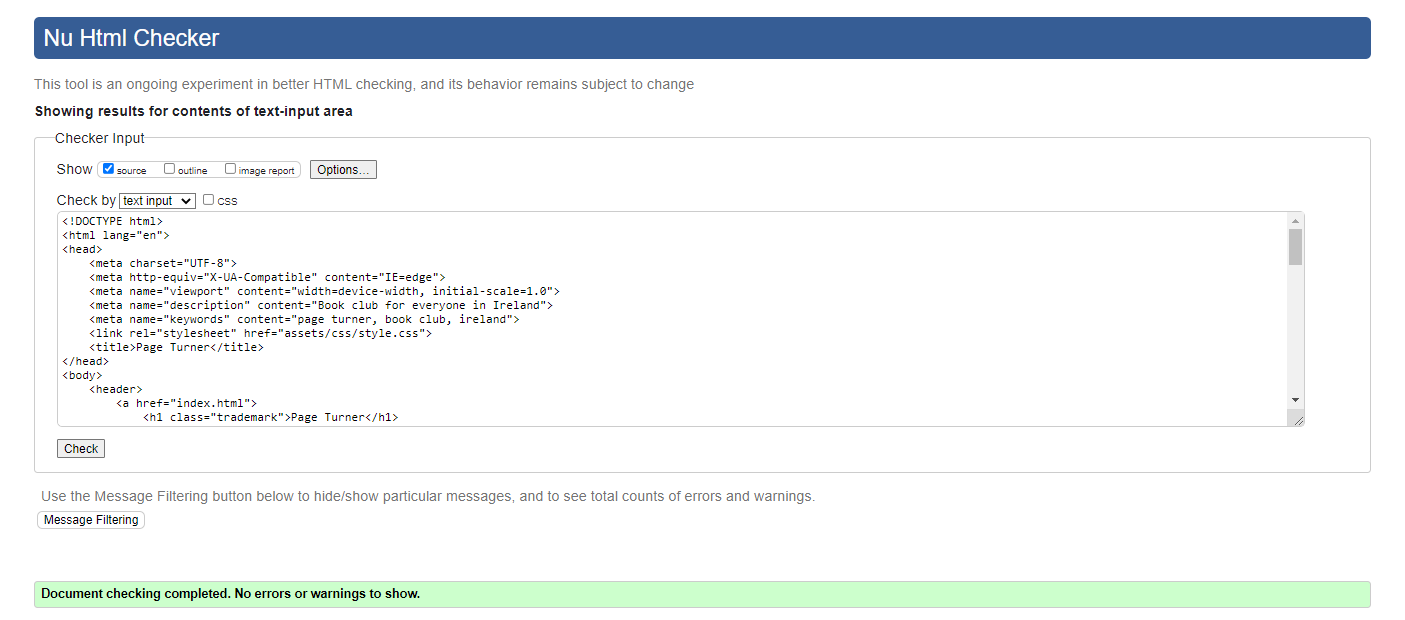 Nu Html Checker
This tool is an ongoing experiment in better HTML checking, and its behavior remains subject to change
Showing results for contents of text-input area
Checker Input
Show source outline image report Options...
Check by text input css
<!DOCTYPE html>
<html lang="en">
<head>
    <meta charset="UTF-8">
    <meta http-equiv="X-UA-Compatible" content="IE=edge">
    <meta name="viewport" content="width=device-width, initial-scale=1.0">
    <meta name="description" content="Book club for everyone in Ireland">
    <meta name="keywords" content="page turner, book club, ireland">
    <link rel="stylesheet" href="assets/css/style.css">
    <title>Page Turner</title>
</head>
<body>
    <header>
        <a href="index.html">
            <h1 class="trademark">Page Turner</h1>
Check
Use the Message Filtering button below to hide/show particular messages, and to see total counts of errors and warnings.
Message Filtering
Document checking completed. No errors or warnings to show.